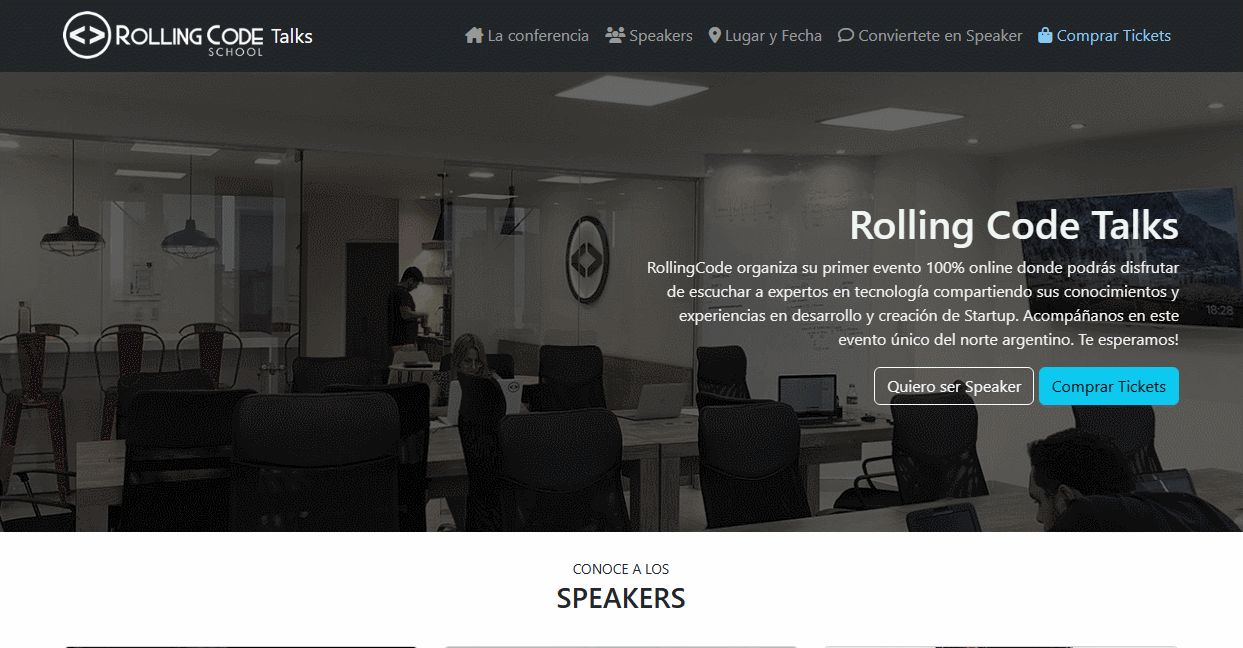 <> ROLLING CODE SCHOOL Talks
La conferencia Speakers Lugar y Fecha Conviertete en Speaker Comprar Tickets
Rolling Code Talks
RollingCode organiza su primer evento 100% online donde podrás disfrutar
de escuchar a expertos en tecnología compartiendo sus conocimientos y
experiencias en desarrollo y creación de Startup. Acompáñanos en este
evento único del norte argentino. Te esperamos!
18:28
Quiero ser Speaker Comprar Tickets
CONOCE A LOS
SPEAKERS